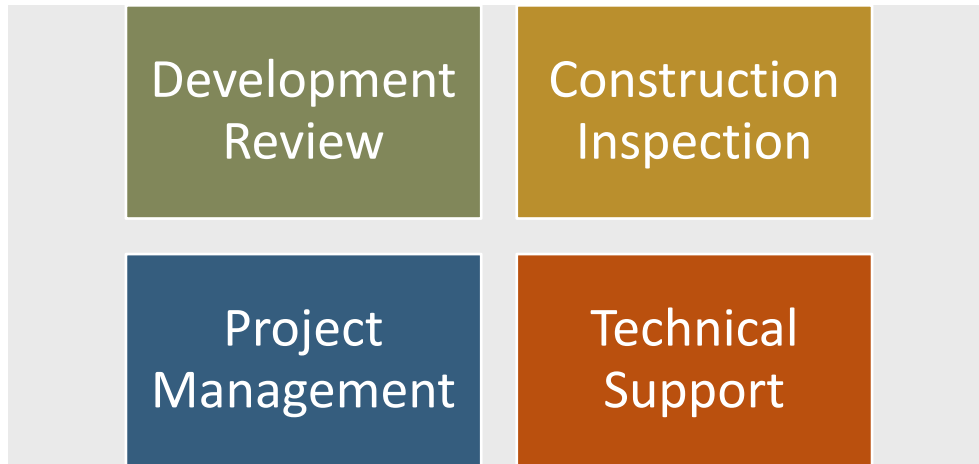 Development
Review
Construction
Inspection
Project
Management
Technical
Support